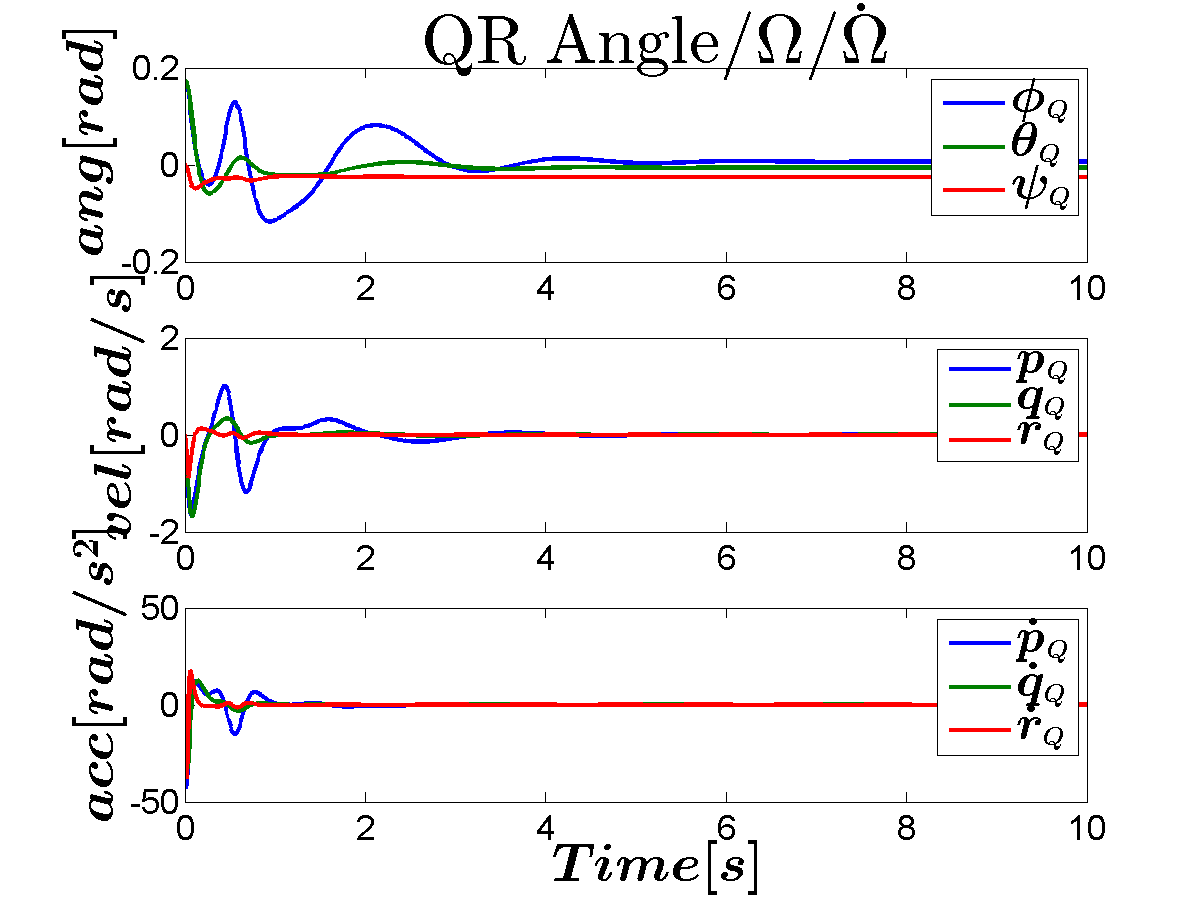 QR Angle/Ω/Ω̇
ang[rad]
0.2
0
-0.2
0 2 4 6 8 10
ϕQ
θQ
ψQ
vel[rad/s]
2
0
-2
0 2 4 6 8 10
pQ
qQ
rQ
acc[rad/s²]
50
0
-50
0 2 4 6 8 10
ṗQ
q̇Q
ṙQ
Time[s]